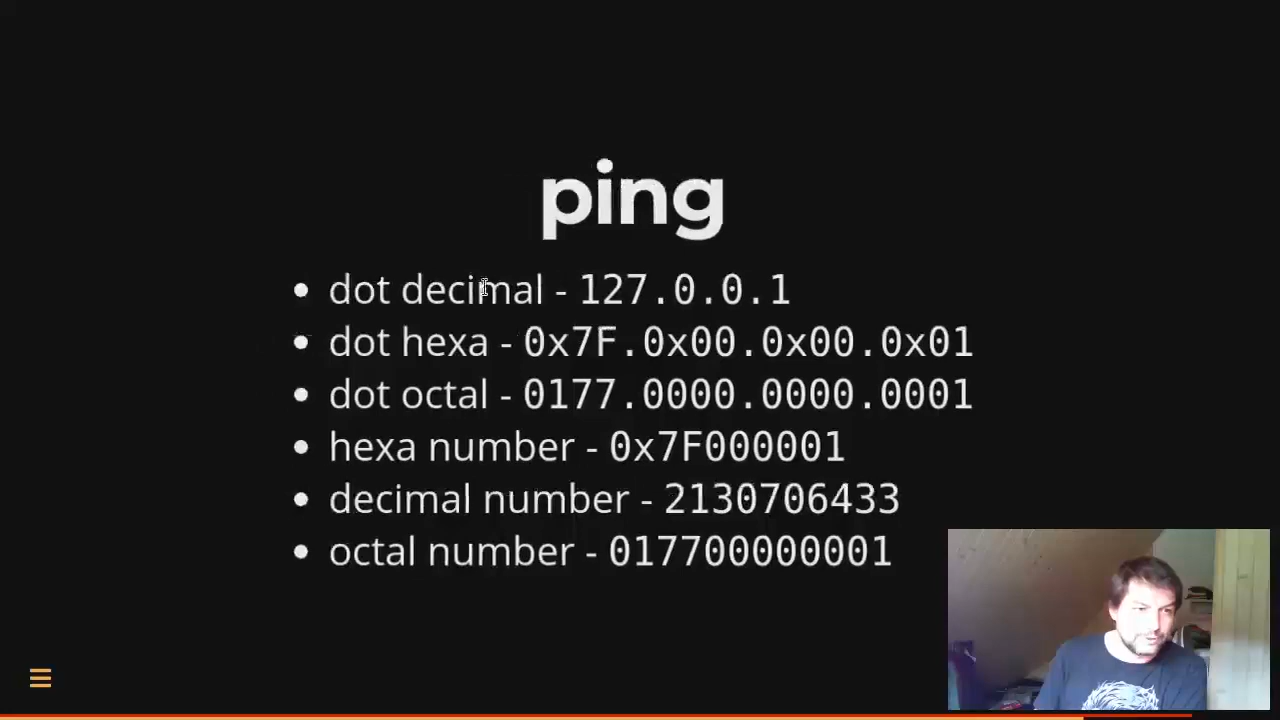 ping
• dot decimal - 127.0.0.1
• dot hexa - 0x7F.0x00.0x00.0x01
• dot octal - 0177.0000.0000.0001
• hexa number - 0x7F000001
• decimal number - 2130706433
• octal number - 017700000001